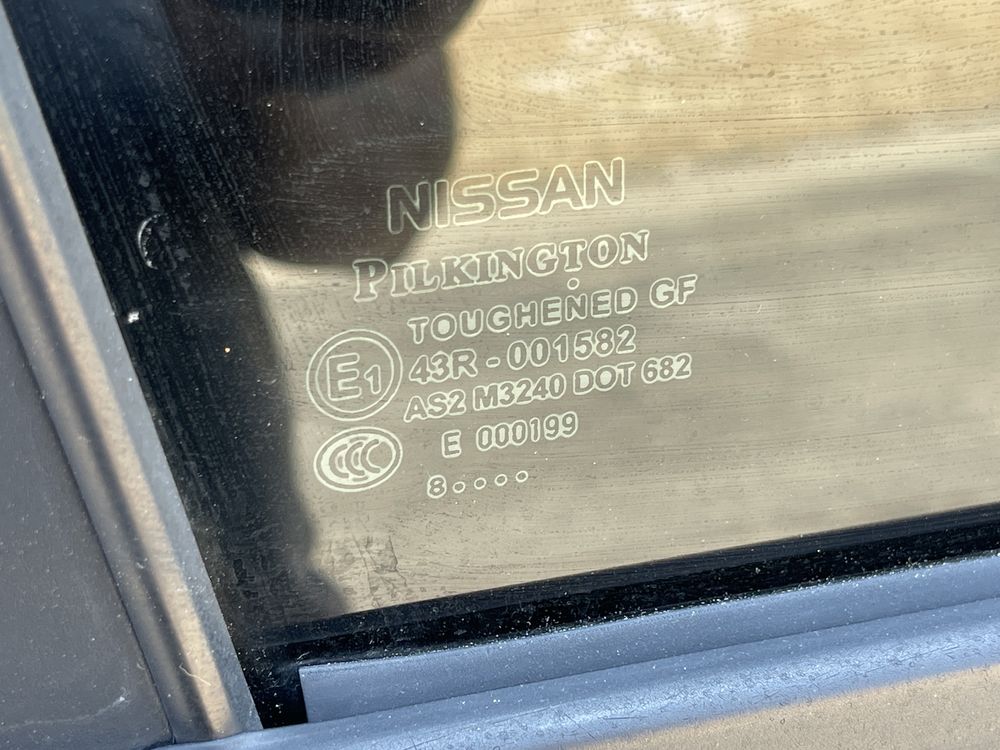 NISSAN
PILKINGTON
TOUGHENED GF
E1 43R - 001582
AS2 M3240 DOT 682
CCC E 000199
8....